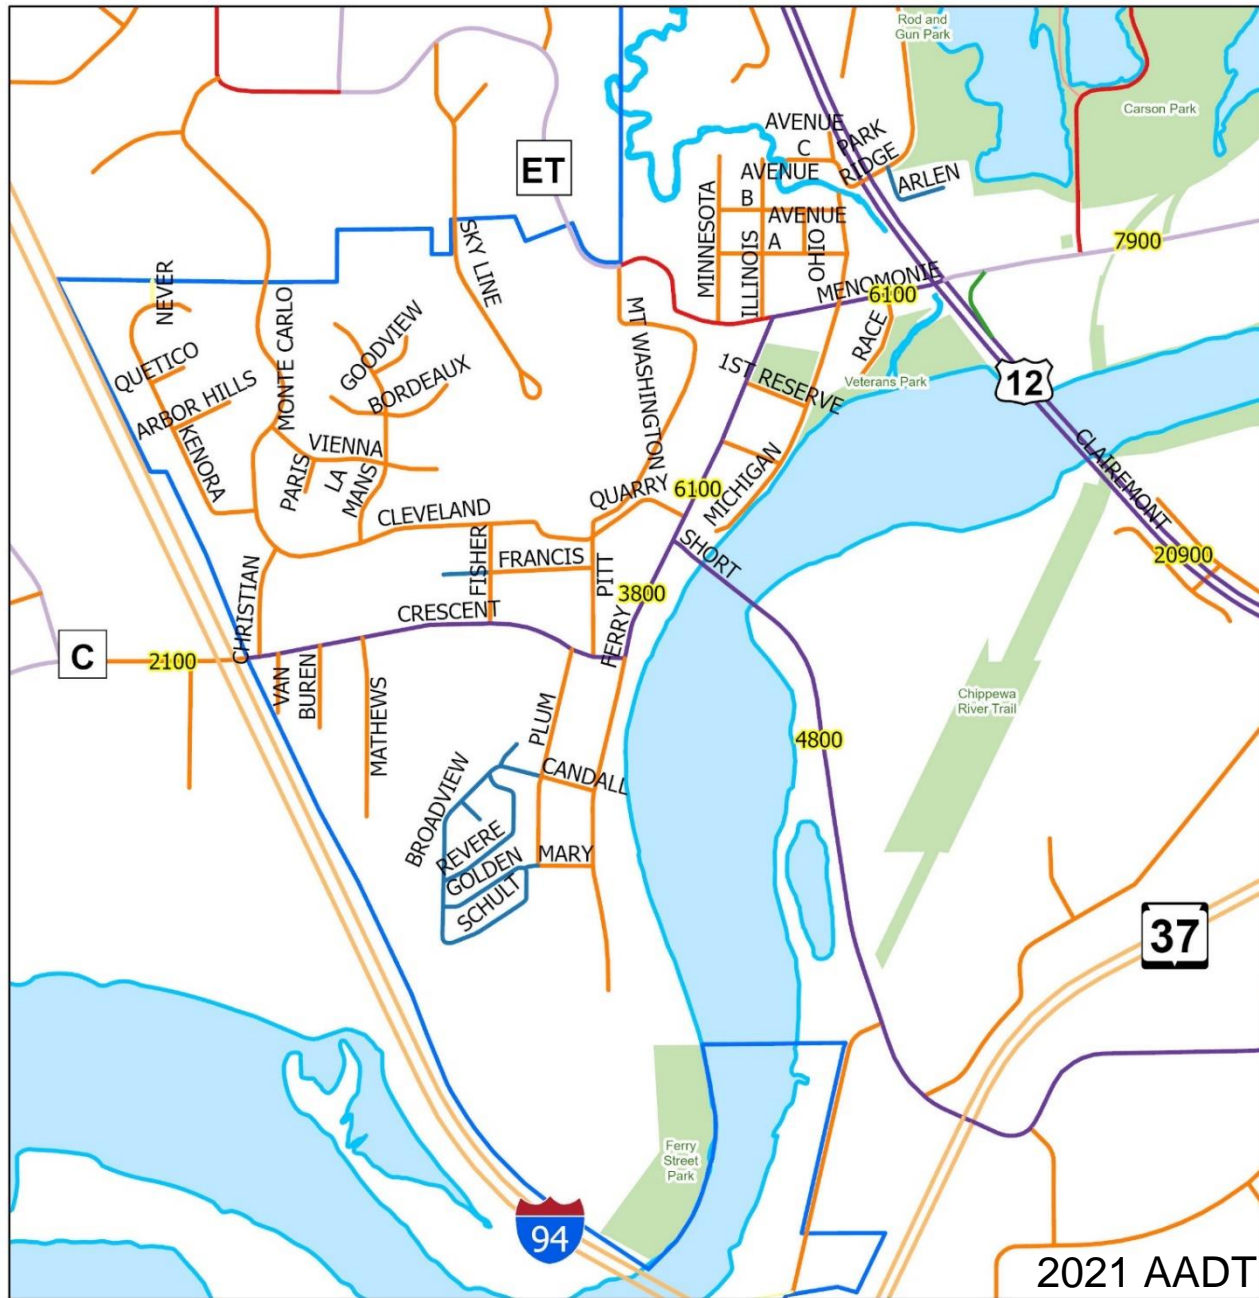 Rod and
Gun Park
Carson Park
AVENUE
C
PARK
RIDGE
AVENUE
B
ARLEN
ET
AVENUE
A
MINNESOTA
ILLINOIS
OHIO
SKY LINE
7900
MENOMONIE
6100
NEVER
MONTE CARLO
GOODVIEW
MT WASHINGTON
RACE
QUETICO
BORDEAUX
1ST RESERVE
Veterans Park
12
ARBOR HILLS
KENORA
VIENNA
PARIS
LA
MANS
QUARRY
6100
MICHIGAN
CLAIREMONT
CLEVELAND
FISHER
FRANCIS
PITT
SHORT
20900
CHRISTIAN
CRESCENT
3800
FERRY
C
2100
VAN
BUREN
MATHEWS
PLUM
Chippewa
River Trail
4800
BROADVIEW
CANDALL
REVERE
GOLDEN
SCHULT
MARY
37
Ferry
Street
Park
94
2021 AADT